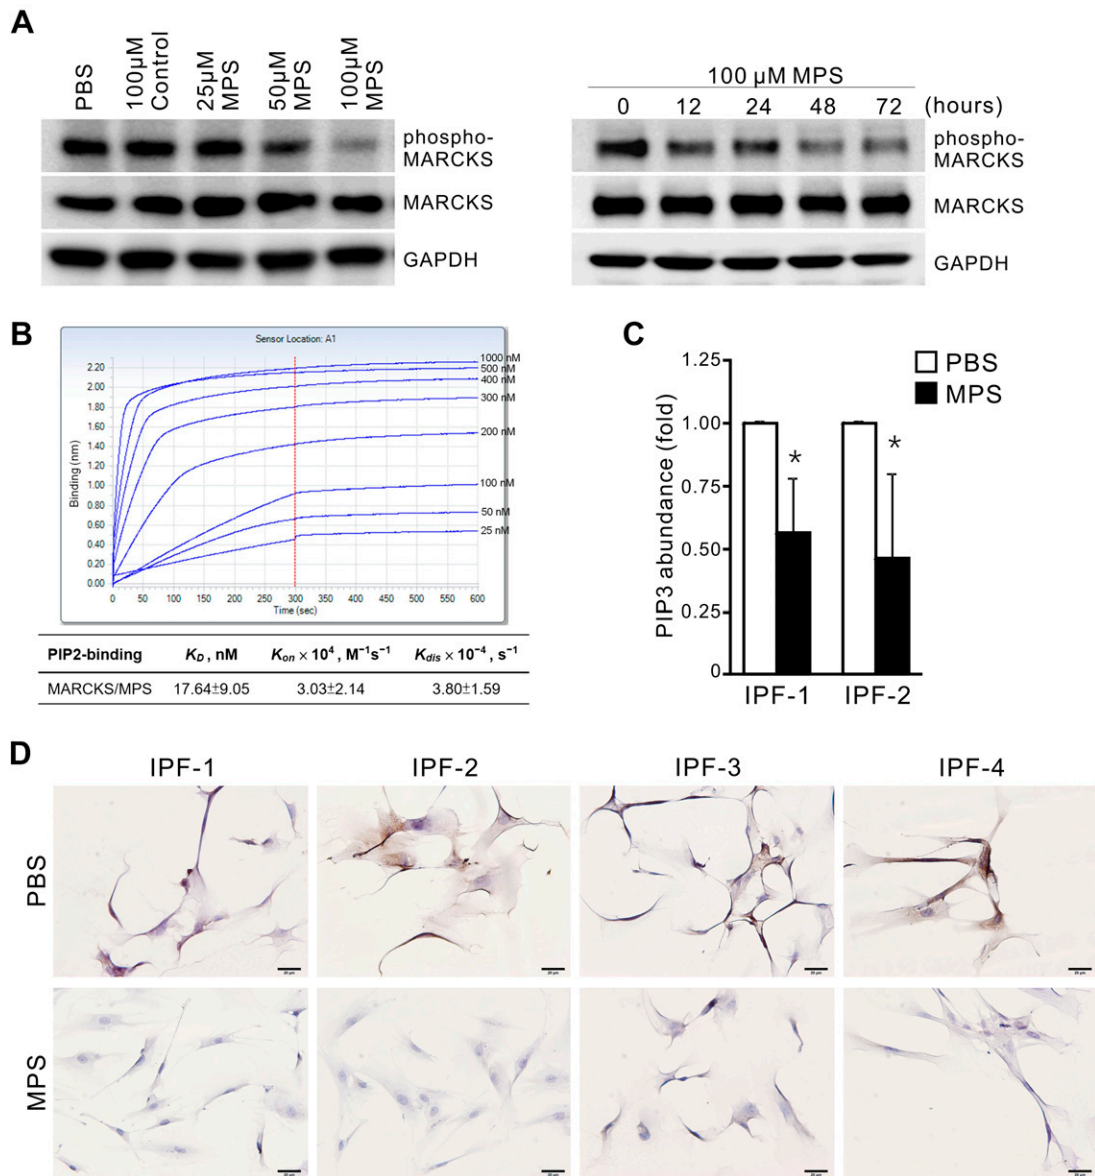 A
PBS
100µM Control
25µM MPS
50µM MPS
100µM MPS
phospho-
MARCKS
MARCKS
GAPDH
100 µM MPS
0 12 24 48 72 (hours)
phospho-
MARCKS
MARCKS
GAPDH
B
Sensor Location: A1
Binding (nm)
2.20
2.00
1.80
1.60
1.40
1.20
1.00
0.80
0.60
0.40
0.20
0.00
1000 nM
500 nM
400 nM
300 nM
200 nM
100 nM
50 nM
25 nM
0 50 100 150 200 250 300 350 400 450 500 550 600
Time (sec)
PIP2-binding K_D, nM K_on × 10⁴, M⁻¹s⁻¹ K_dis × 10⁻⁴, s⁻¹
MARCKS/MPS 17.64±9.05 3.03±2.14 3.80±1.59
C
PBS
MPS
PIP3 abundance (fold)
1.25
1.00
0.75
0.50
0.25
0
* *
IPF-1 IPF-2
D
IPF-1 IPF-2 IPF-3 IPF-4
PBS
MPS